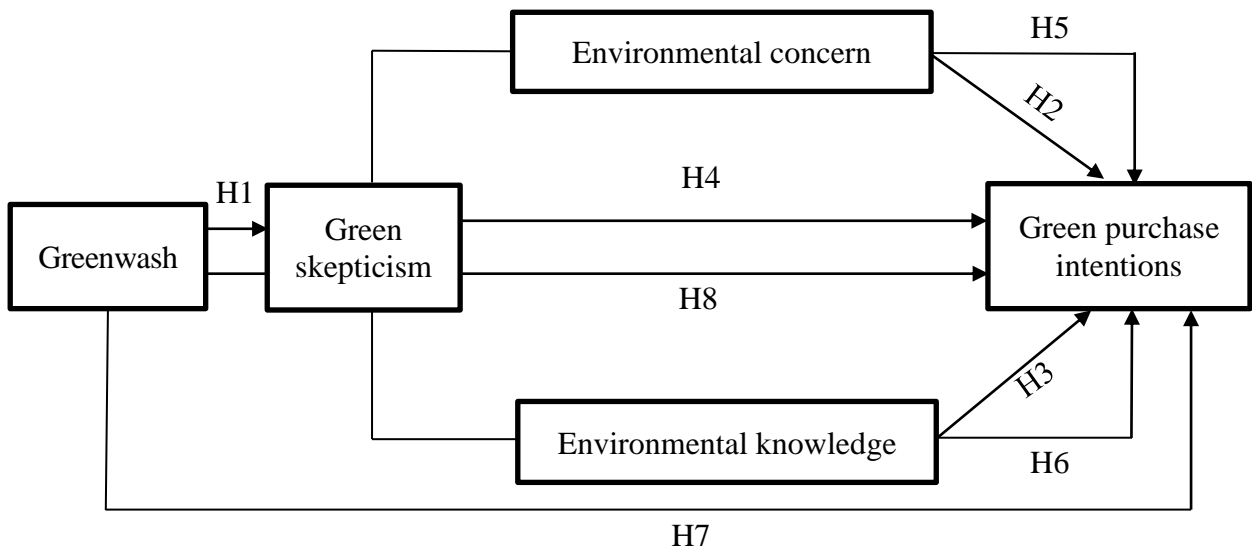 Environmental concern
H5
H2
H1
H4
Greenwash
Green
skepticism
Green purchase
intentions
H8
H3
Environmental knowledge
H6
H7